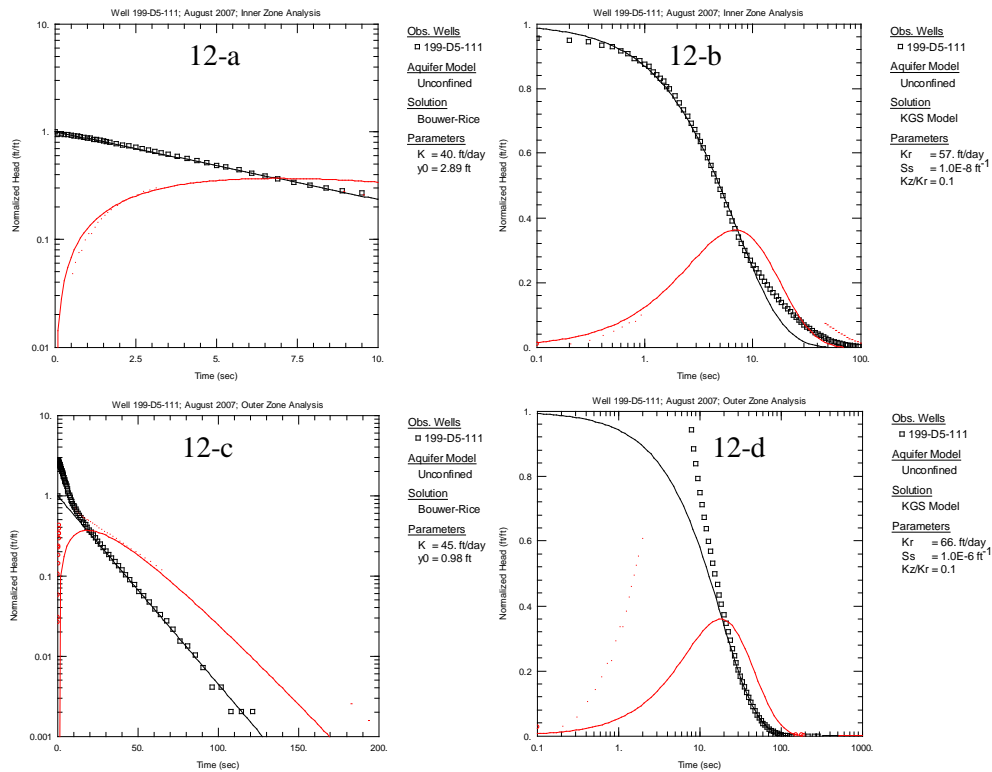 Well 199-D5-111; August 2007; Inner Zone Analysis
12-a
10.
1.
0.1
0.01
0.
2.5
5.
7.5
10.
Time (sec)
Normalized Head (ft/ft)
Obs. Wells
199-D5-111
Aquifer Model
Unconfined
Solution
Bouwer-Rice
Parameters
K = 40. ft/day
y0 = 2.89 ft
Well 199-D5-111; August 2007; Inner Zone Analysis
12-b
1.
0.8
0.6
0.4
0.2
0.
0.1
1.
10.
100.
Time (sec)
Normalized Head (ft/ft)
Obs. Wells
199-D5-111
Aquifer Model
Unconfined
Solution
KGS Model
Parameters
Kr = 57. ft/day
Ss = 1.0E-8 ft-1
Kz/Kr = 0.1
Well 199-D5-111; August 2007; Outer Zone Analysis
12-c
10.
1.
0.1
0.01
0.001
0.
50.
100.
150.
200.
Time (sec)
Normalized Head (ft/ft)
Obs. Wells
199-D5-111
Aquifer Model
Unconfined
Solution
Bouwer-Rice
Parameters
K = 45. ft/day
y0 = 0.98 ft
Well 199-D5-111; August 2007; Outer Zone Analysis
12-d
1.
0.8
0.6
0.4
0.2
0.
0.1
1.
10.
100.
1000.
Time (sec)
Normalized Head (ft/ft)
Obs. Wells
199-D5-111
Aquifer Model
Unconfined
Solution
KGS Model
Parameters
Kr = 66. ft/day
Ss = 1.0E-6 ft-1
Kz/Kr = 0.1